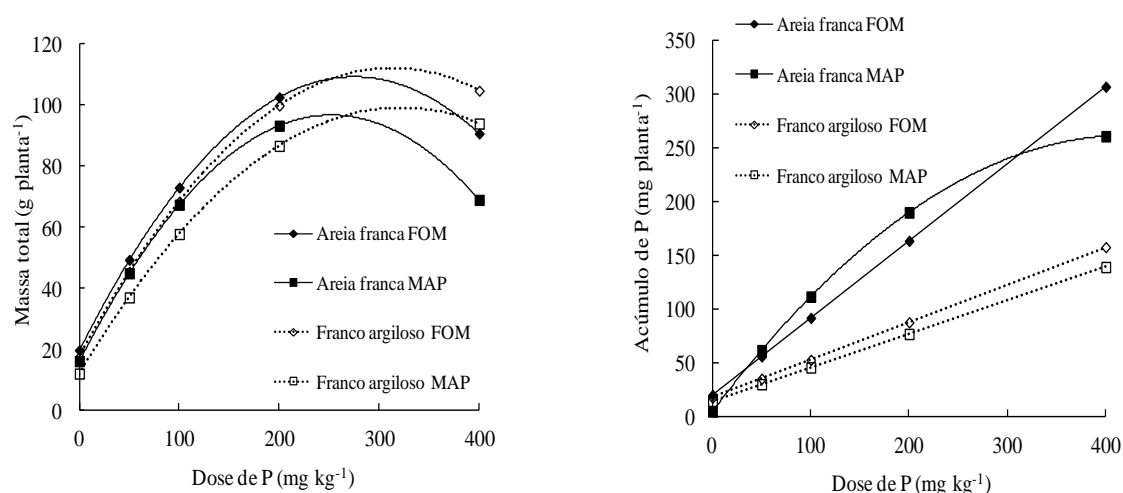 Massa total (g planta⁻¹)
120
100
80
60
40
20
0
0 100 200 300 400
Dose de P (mg kg⁻¹)
Areia franca FOM
Areia franca MAP
Franco argiloso FOM
Franco argiloso MAP
Areia franca FOM
Areia franca MAP
Franco argiloso FOM
Franco argiloso MAP
Acúmulo de P (mg planta⁻¹)
350
300
250
200
150
100
50
0
0 100 200 300 400
Dose de P (mg kg⁻¹)